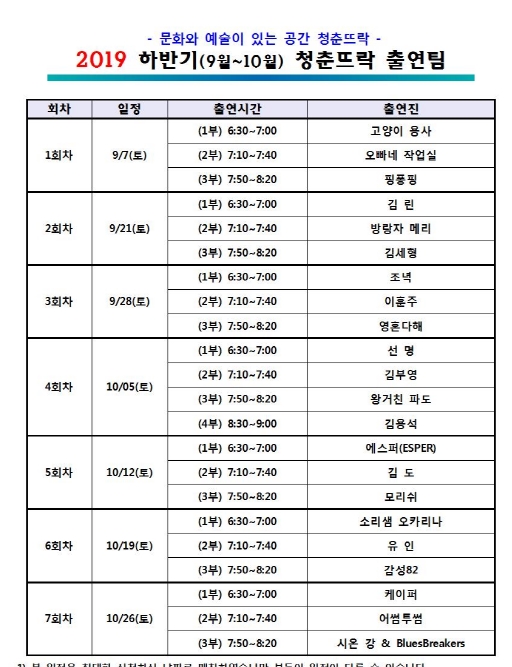 - 문화와 예술이 있는 공간 청춘뜨락 -
2019 하반기(9월~10월) 청춘뜨락 출연팀
회차 일정 출연시간 출연진
1회차 9/7(토) (1부) 6:30~7:00 고양이 용사
(2부) 7:10~7:40 오빠네 작업실
(3부) 7:50~8:20 핑퐁핑
2회차 9/21(토) (1부) 6:30~7:00 김 린
(2부) 7:10~7:40 방랑자 메리
(3부) 7:50~8:20 김세형
3회차 9/28(토) (1부) 6:30~7:00 조녁
(2부) 7:10~7:40 이훈주
(3부) 7:50~8:20 영혼다해
4회차 10/05(토) (1부) 6:30~7:00 선 명
(2부) 7:10~7:40 김부영
(3부) 7:50~8:20 왕거친 파도
(4부) 8:30~9:00 김용석
5회차 10/12(토) (1부) 6:30~7:00 에스퍼(ESPER)
(2부) 7:10~7:40 김 도
(3부) 7:50~8:20 모리쉬
6회차 10/19(토) (1부) 6:30~7:00 소리샘 오카리나
(2부) 7:10~7:40 유 인
(3부) 7:50~8:20 감성82
7회차 10/26(토) (1부) 6:30~7:00 케이퍼
(2부) 7:10~7:40 어썸투썸
(3부) 7:50~8:20 시온 강 & BluesBreakers